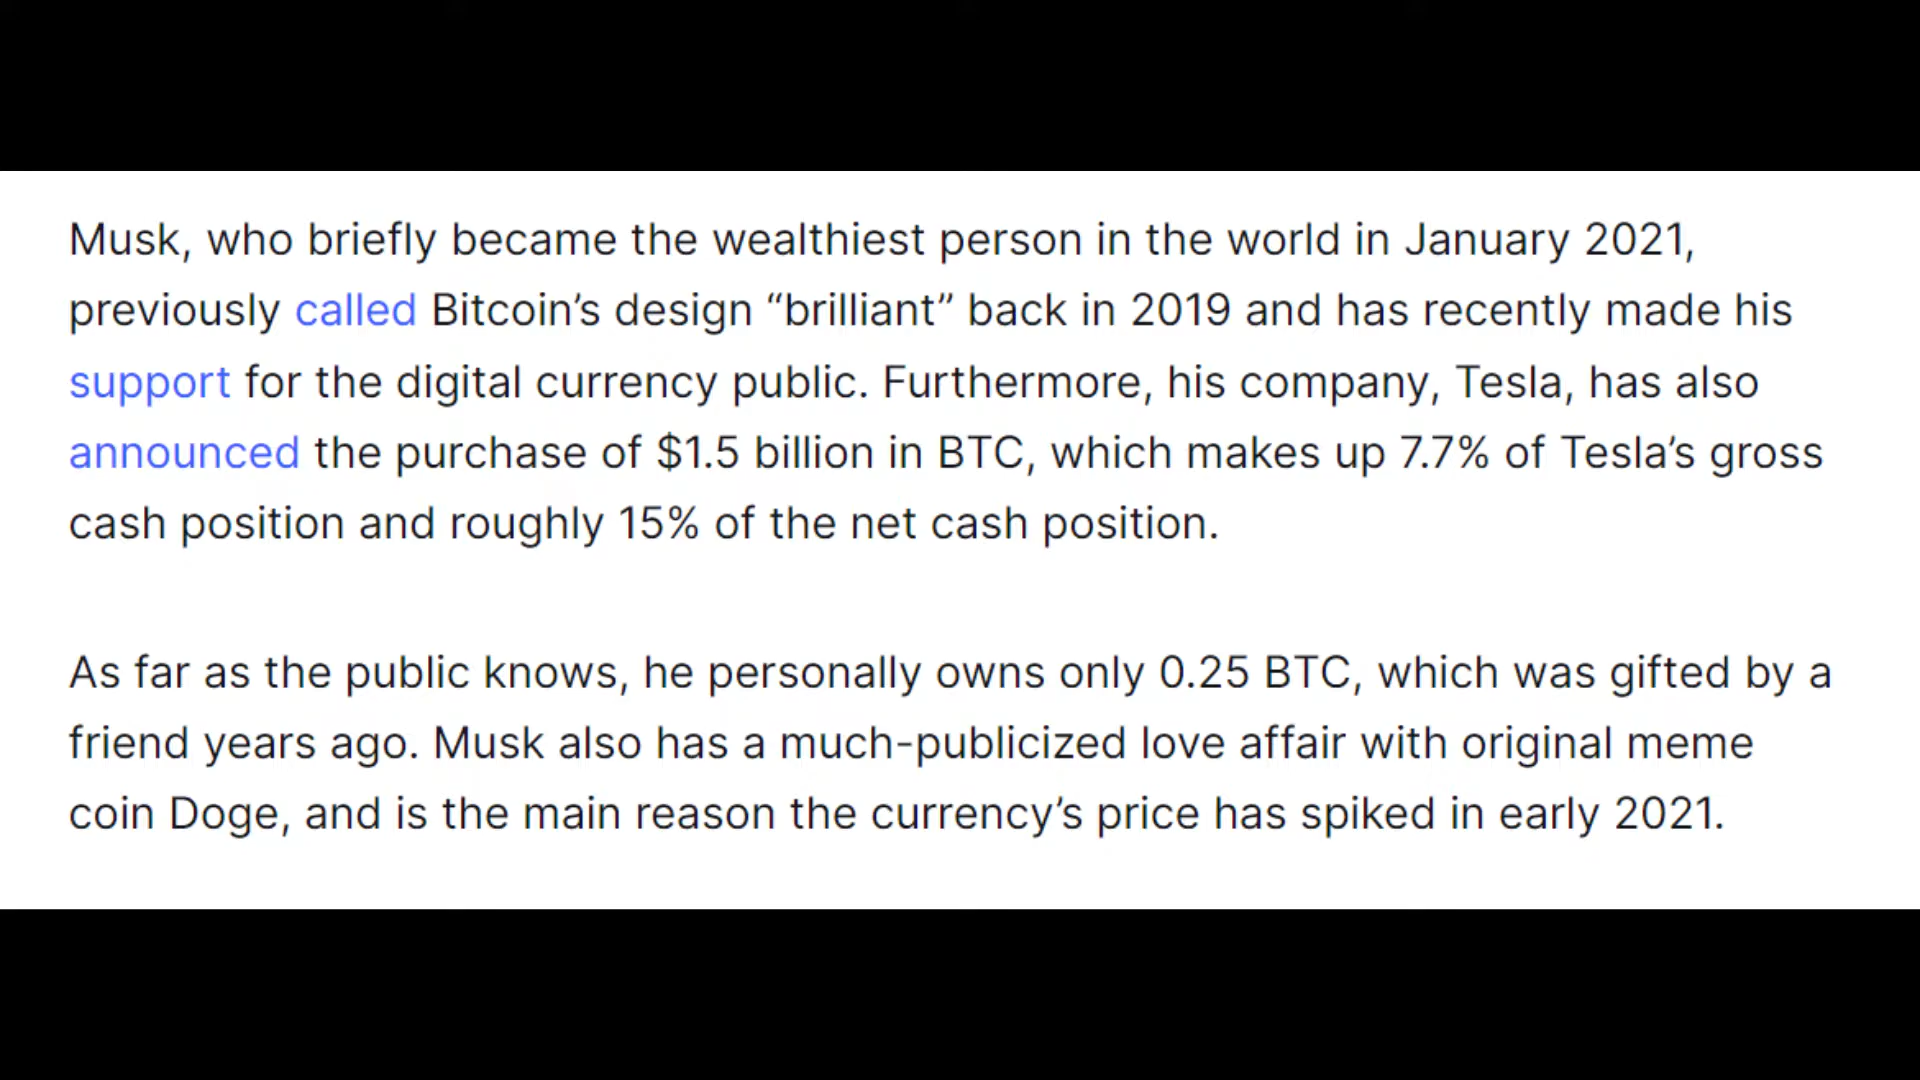 Musk, who briefly became the wealthiest person in the world in January 2021,
previously called Bitcoin’s design “brilliant” back in 2019 and has recently made his
support for the digital currency public. Furthermore, his company, Tesla, has also
announced the purchase of $1.5 billion in BTC, which makes up 7.7% of Tesla’s gross
cash position and roughly 15% of the net cash position.
As far as the public knows, he personally owns only 0.25 BTC, which was gifted by a
friend years ago. Musk also has a much-publicized love affair with original meme
coin Doge, and is the main reason the currency’s price has spiked in early 2021.